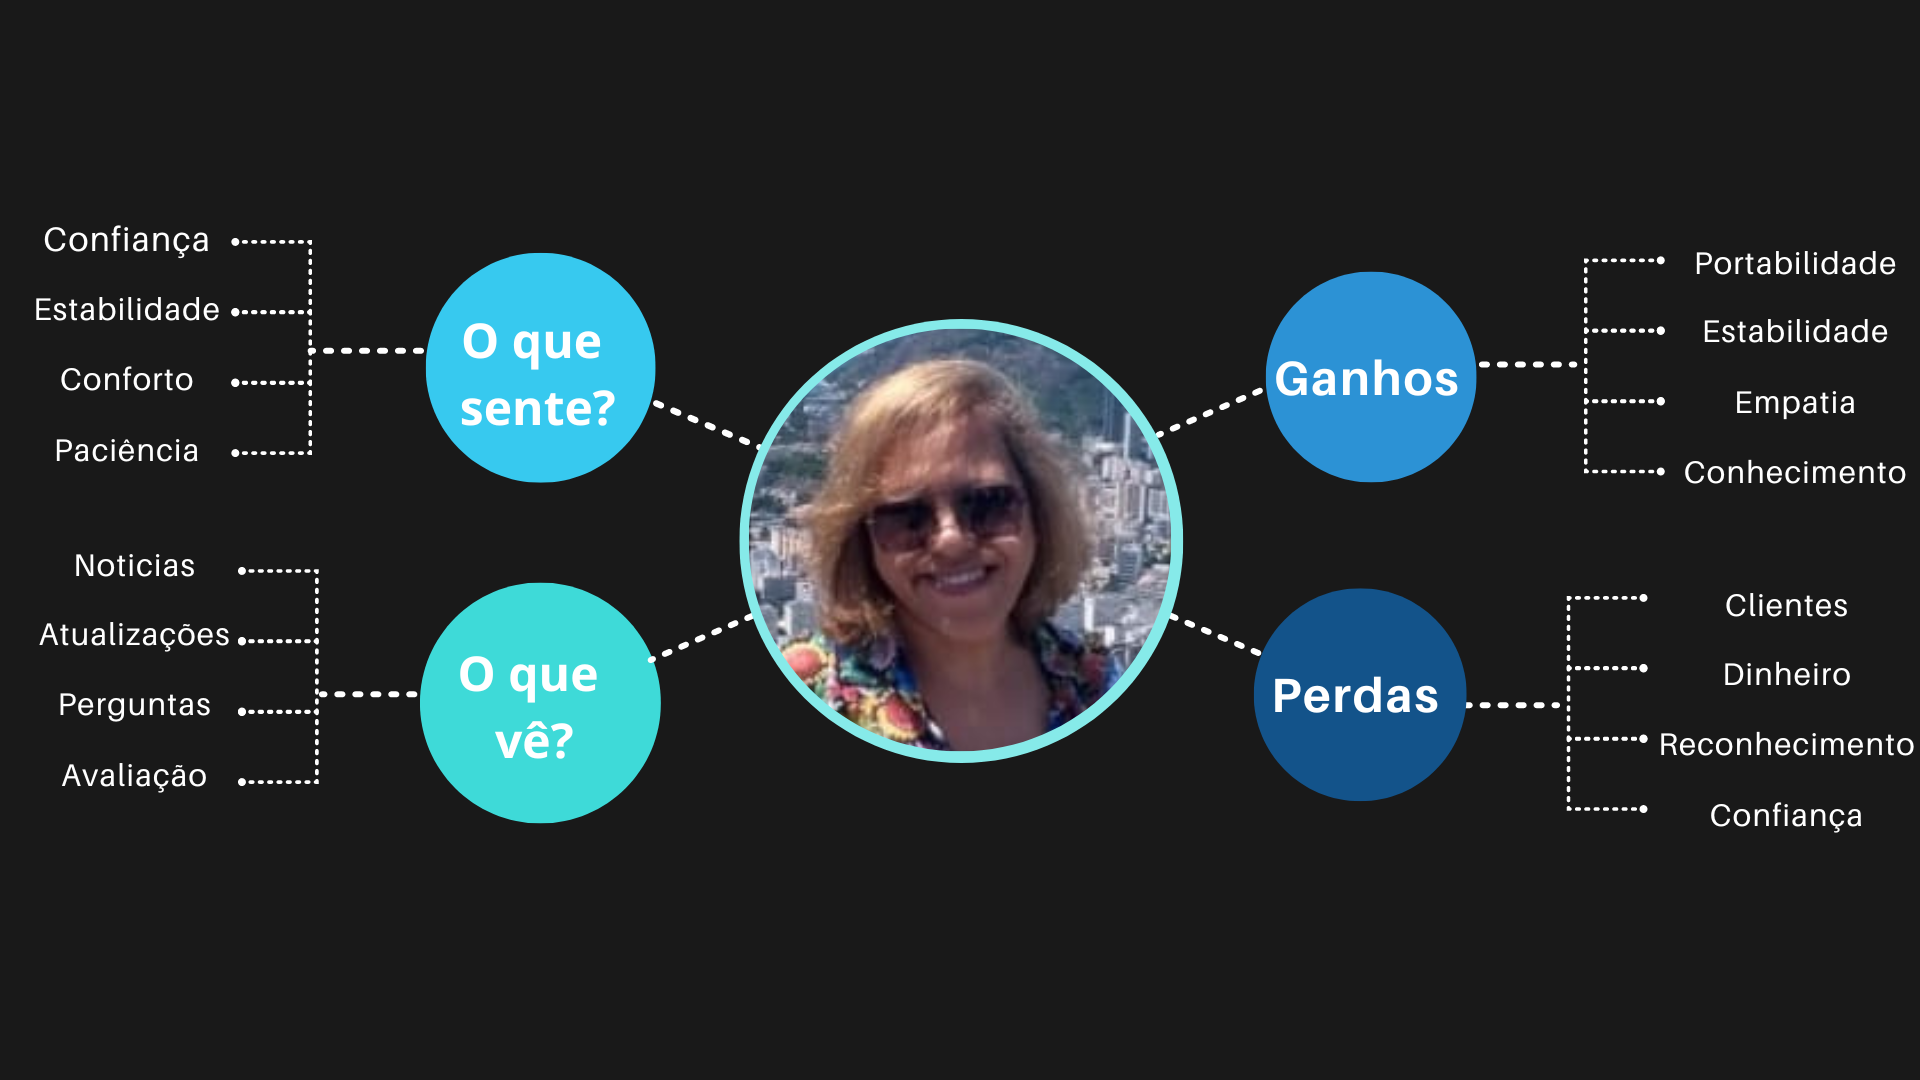 Confiança
Estabilidade
Conforto
Paciência
O que
sente?
Noticias
Atualizações
Perguntas
Avaliação
O que
vê?
Ganhos
Portabilidade
Estabilidade
Empatia
Conhecimento
Perdas
Clientes
Dinheiro
Reconhecimento
Confiança